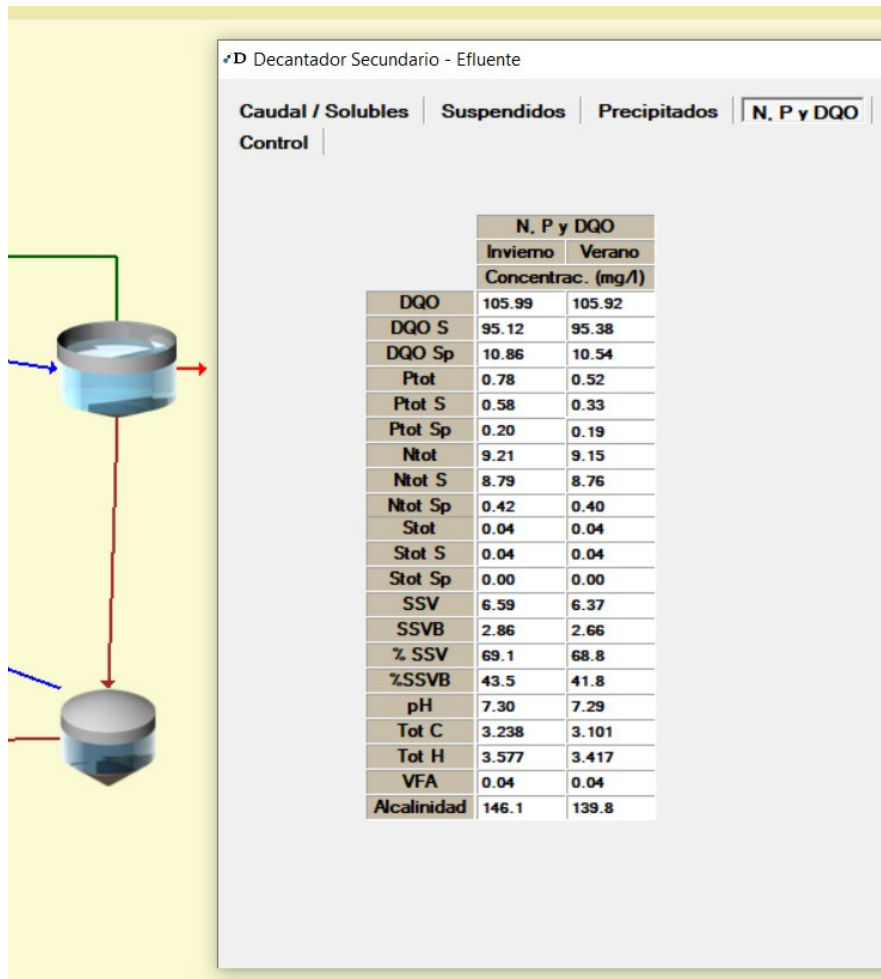 D Decantador Secundario - Efluente
Caudal / Solubles Suspendidos Precipitados N, P y DQO
Control
N, P y DQO
Invierno Verano
Concentrac. (mg/l)
DQO 105.99 105.92
DQO S 95.12 95.38
DQO Sp 10.86 10.54
Ptot 0.78 0.52
Ptot S 0.58 0.33
Ptot Sp 0.20 0.19
Ntot 9.21 9.15
Ntot S 8.79 8.76
Ntot Sp 0.42 0.40
Stot 0.04 0.04
Stot S 0.04 0.04
Stot Sp 0.00 0.00
SSV 6.59 6.37
SSVB 2.86 2.66
% SSV 69.1 68.8
%SSVB 43.5 41.8
pH 7.30 7.29
Tot C 3.238 3.101
Tot H 3.577 3.417
VFA 0.04 0.04
Alcalinidad 146.1 139.8